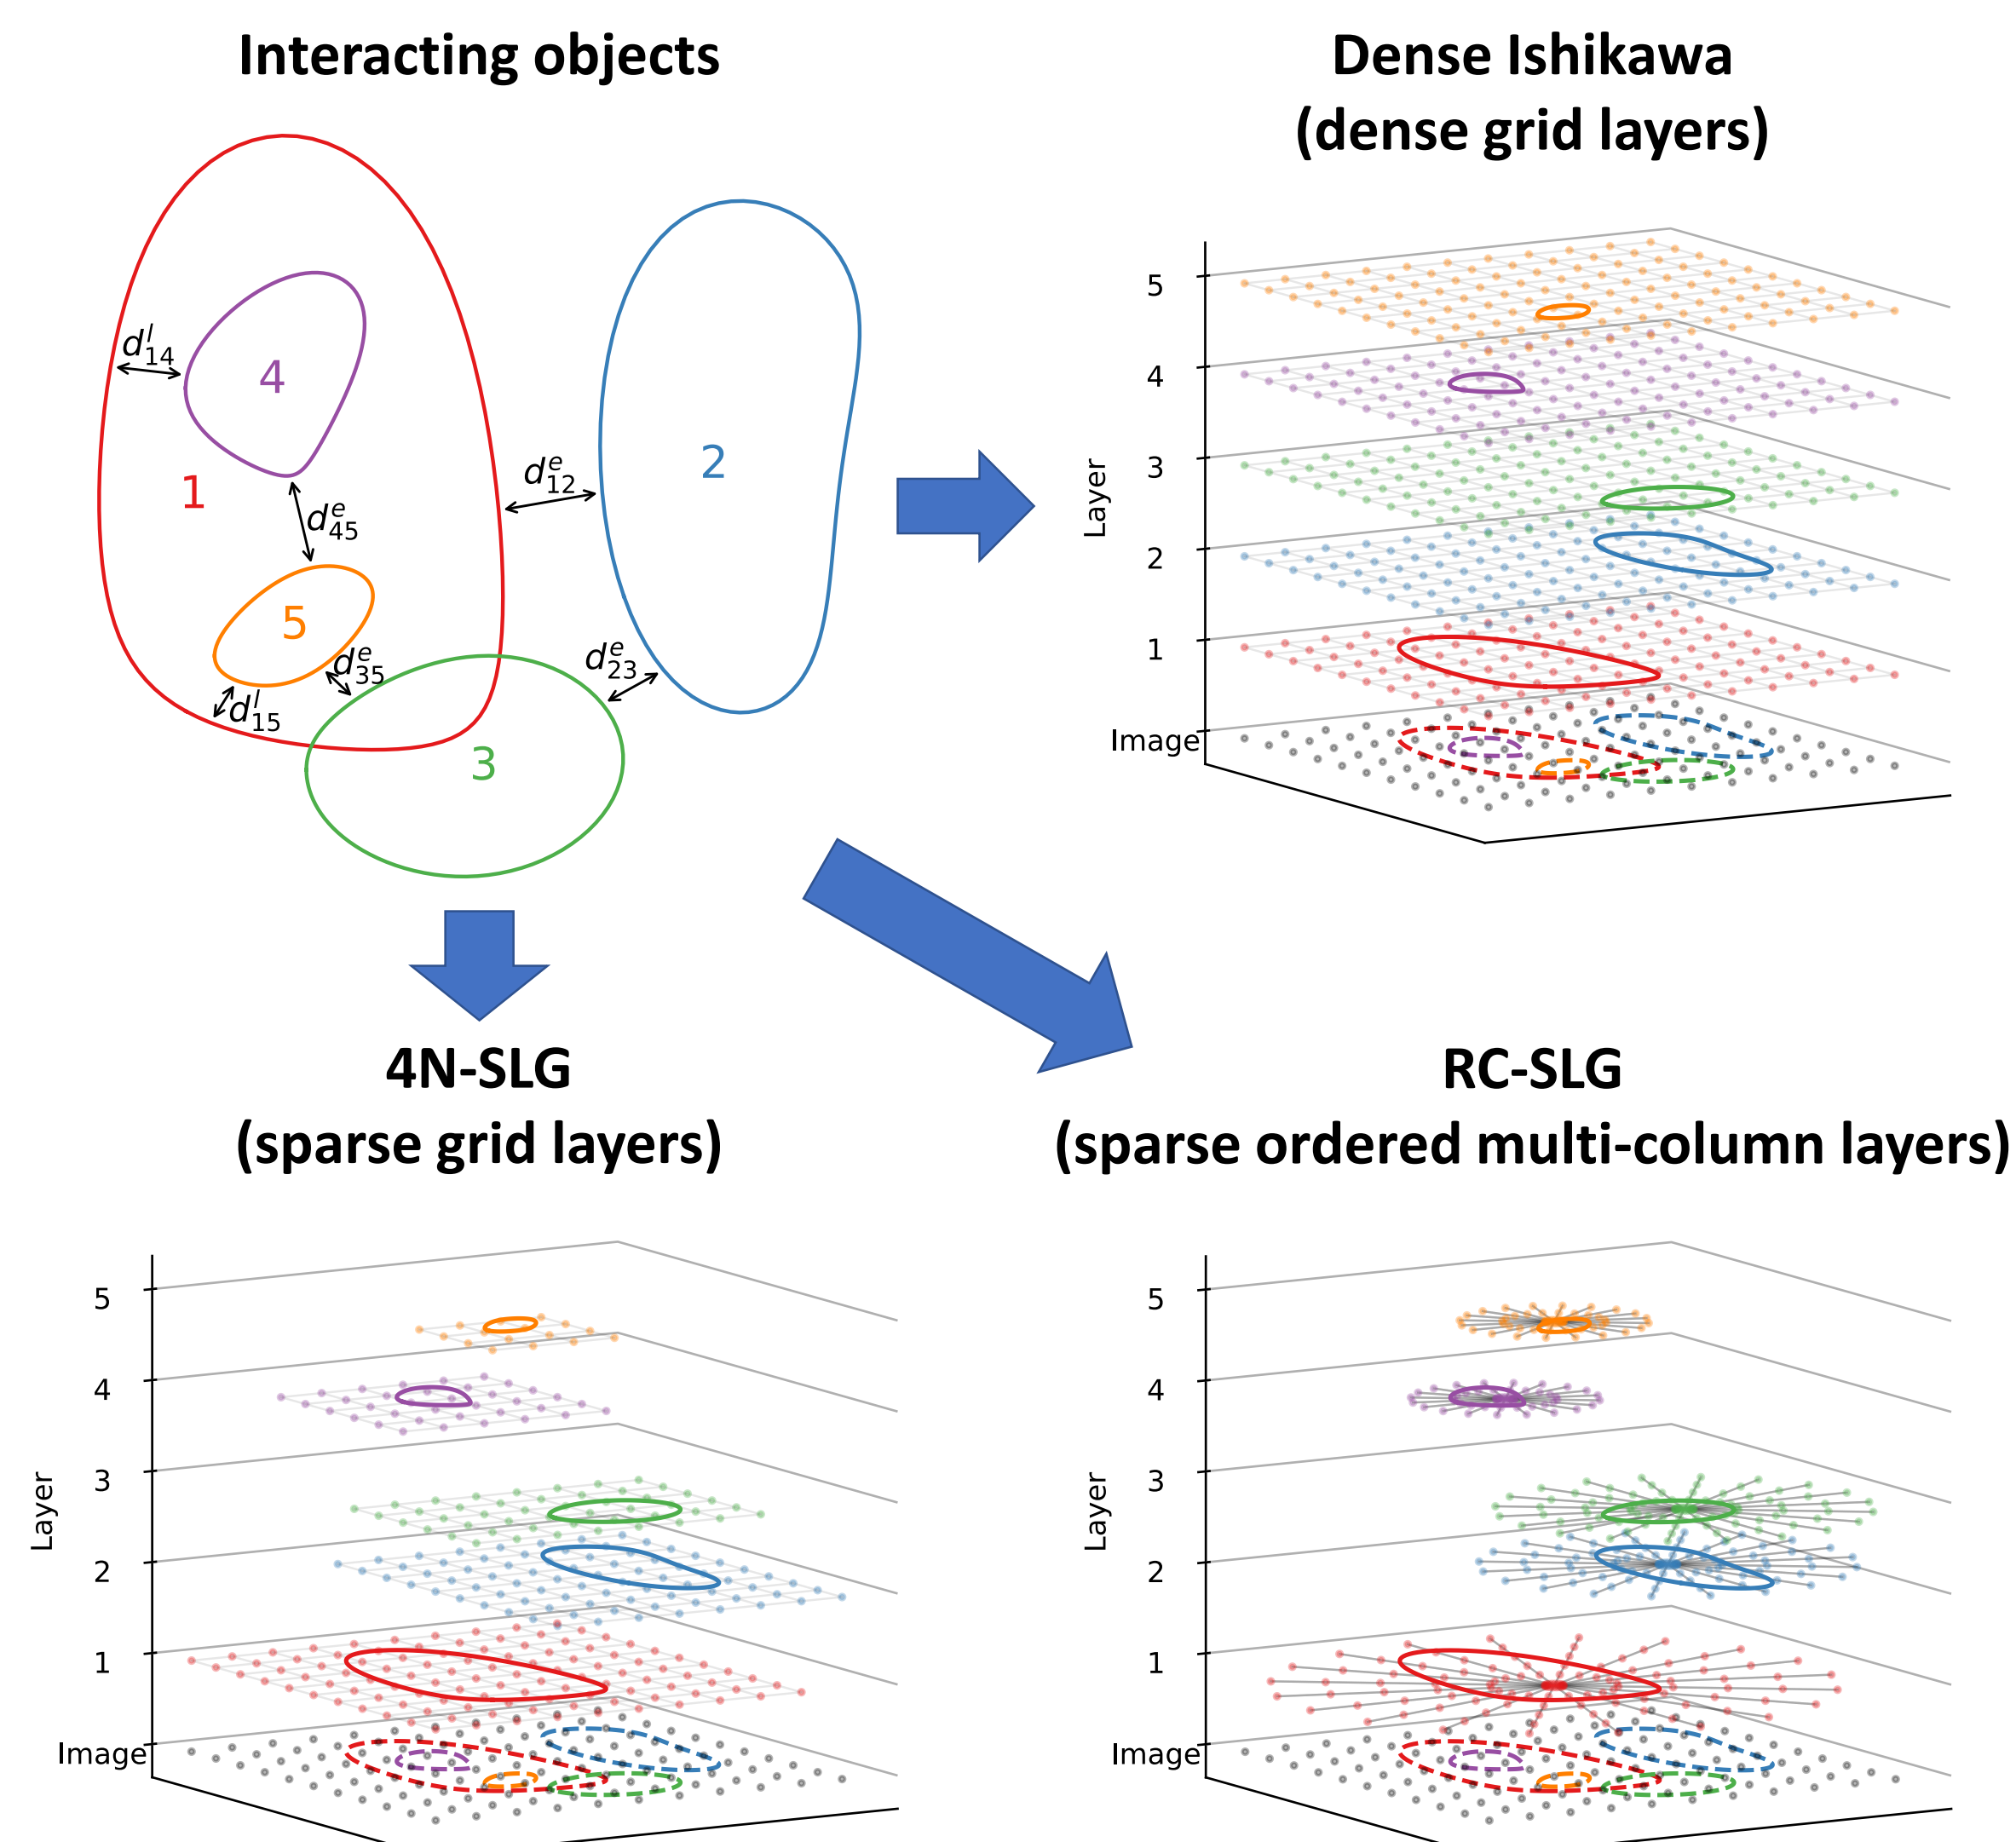 Interacting objects
d^l_14
4
1
d^e_45
d^e_12
2
5
d^e_35
d^l_15
d^e_23
3
Dense Ishikawa
(dense grid layers)
5
4
3
2
1
Image
Layer
4N-SLG
(sparse grid layers)
5
4
3
2
1
Image
Layer
RC-SLG
(sparse ordered multi-column layers)
5
4
3
2
1
Image
Layer